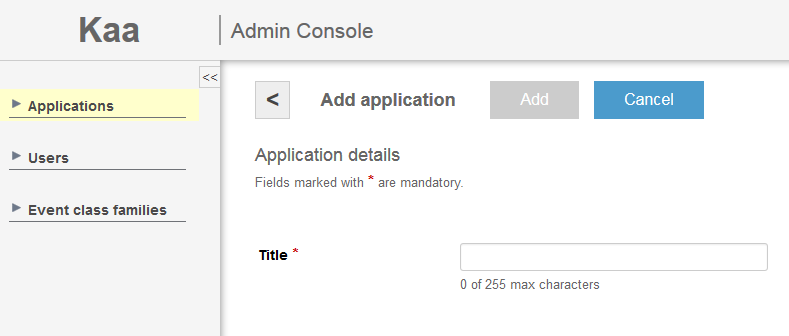 Kaa
Admin Console
<<
Applications
Users
Event class families
<
Add application
Add
Cancel
Application details
Fields marked with * are mandatory.
Title *
0 of 255 max characters